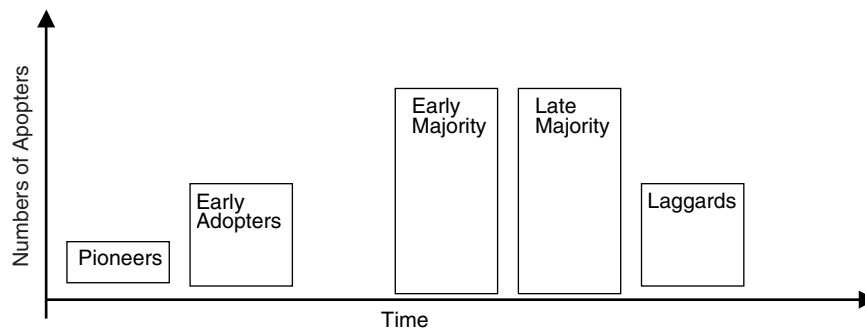 Numbers of Apopters
Pioneers
Early
Adopters
Early
Majority
Late
Majority
Laggards
Time